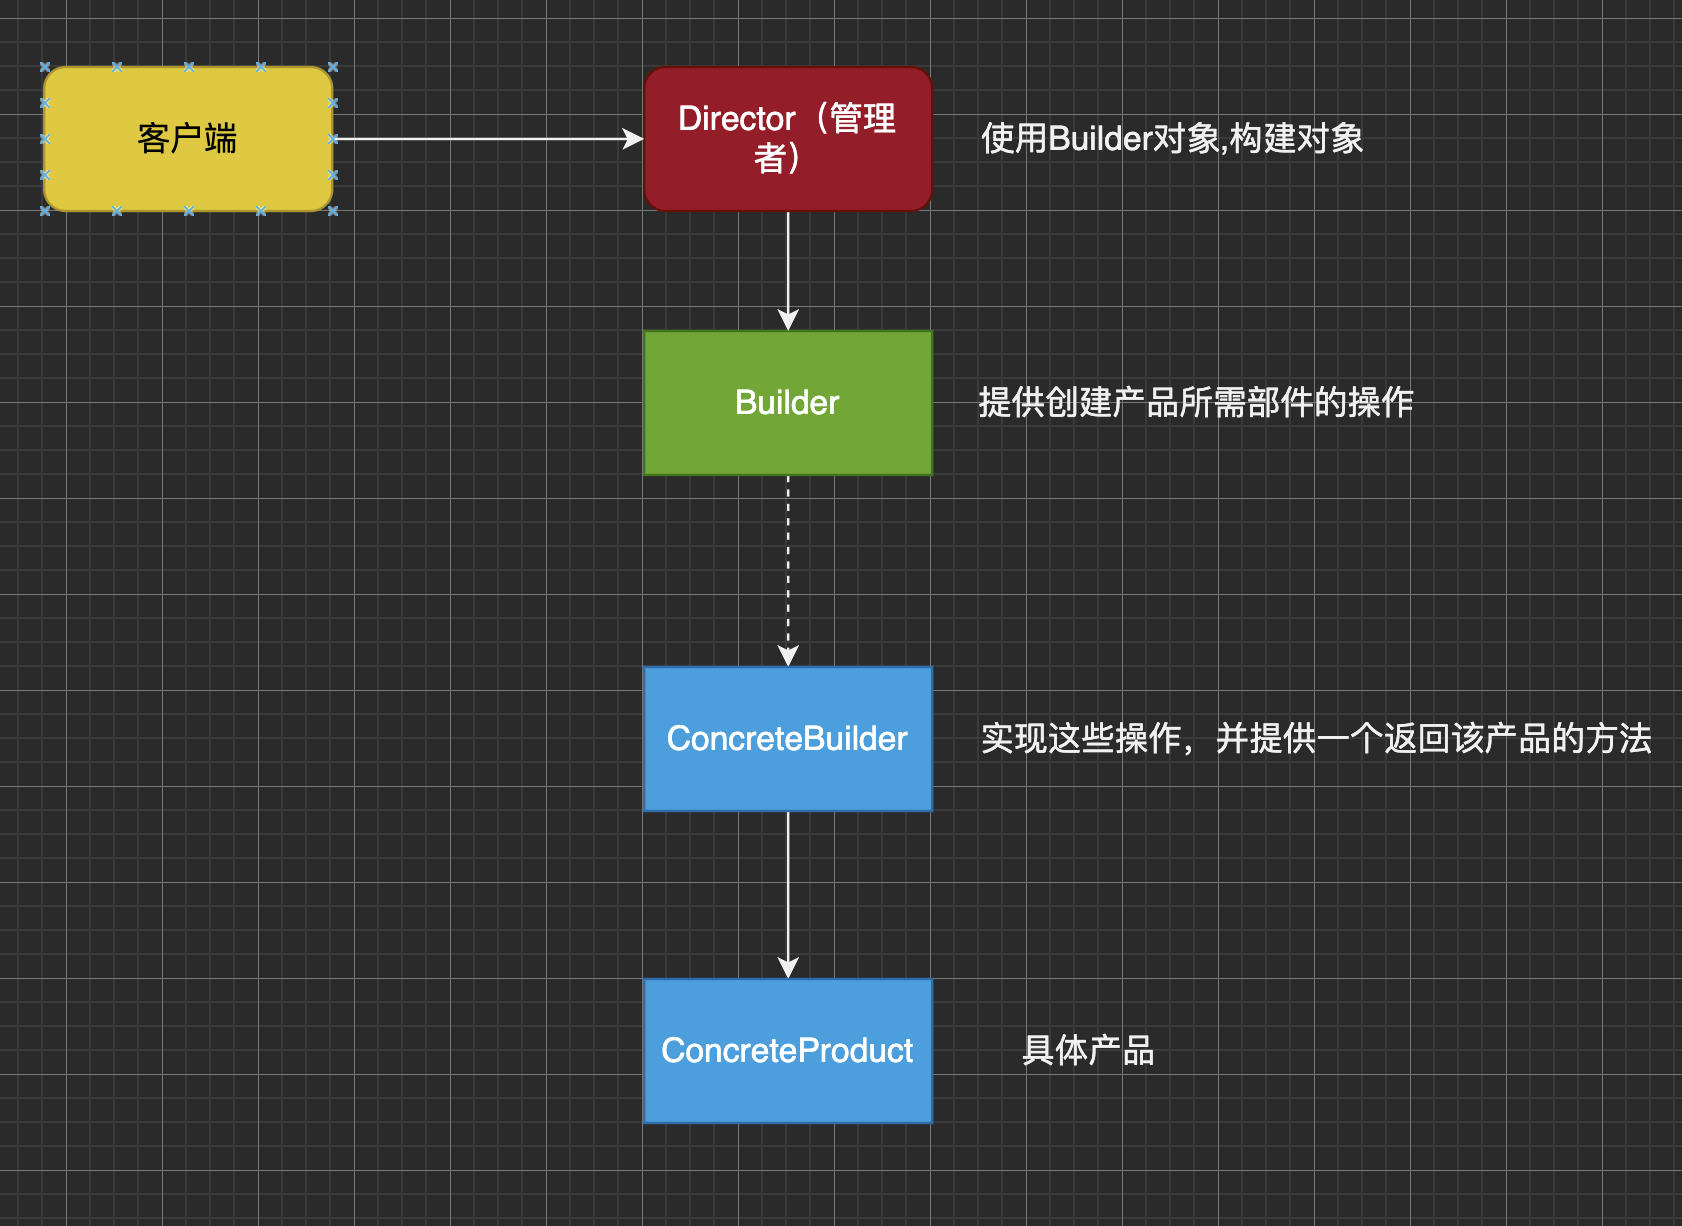 客户端
Director（管理
者）
使用Builder对象,构建对象
Builder
提供创建产品所需部件的操作
ConcreteBuilder
实现这些操作，并提供一个返回该产品的方法
ConcreteProduct
具体产品